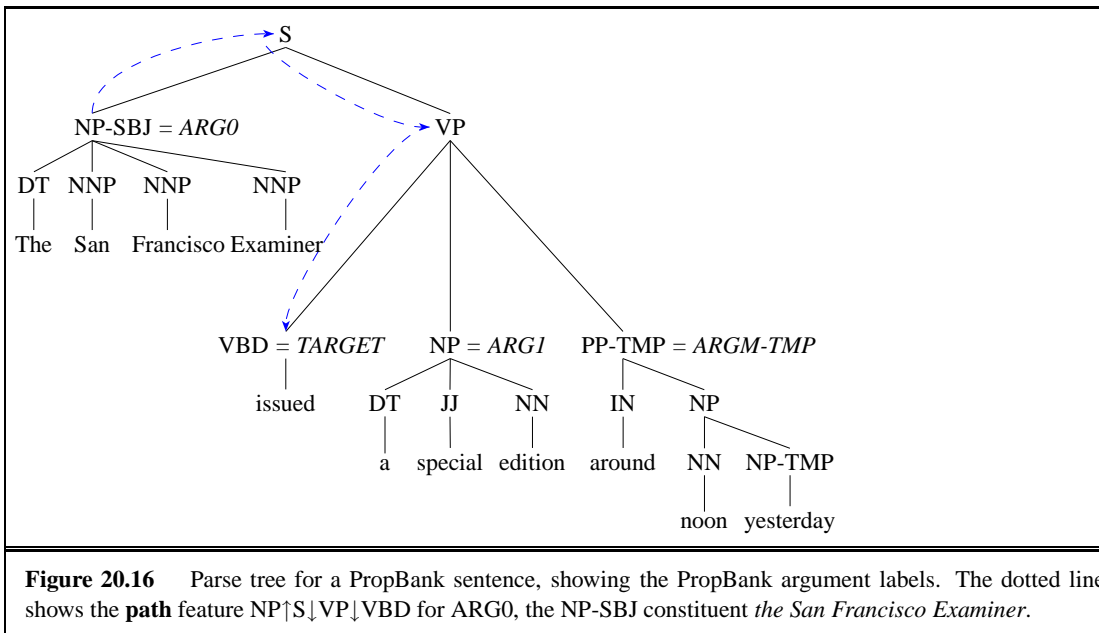 S
NP-SBJ = ARG0 VP
DT NNP NNP NNP
The San Francisco Examiner
VBD = TARGET NP = ARG1 PP-TMP = ARGM-TMP
issued DT JJ NN IN NP
a special edition around NN NP-TMP
noon yesterday
Figure 20.16 Parse tree for a PropBank sentence, showing the PropBank argument labels. The dotted line
shows the path feature NP↑S↓VP↓VBD for ARG0, the NP-SBJ constituent the San Francisco Examiner.